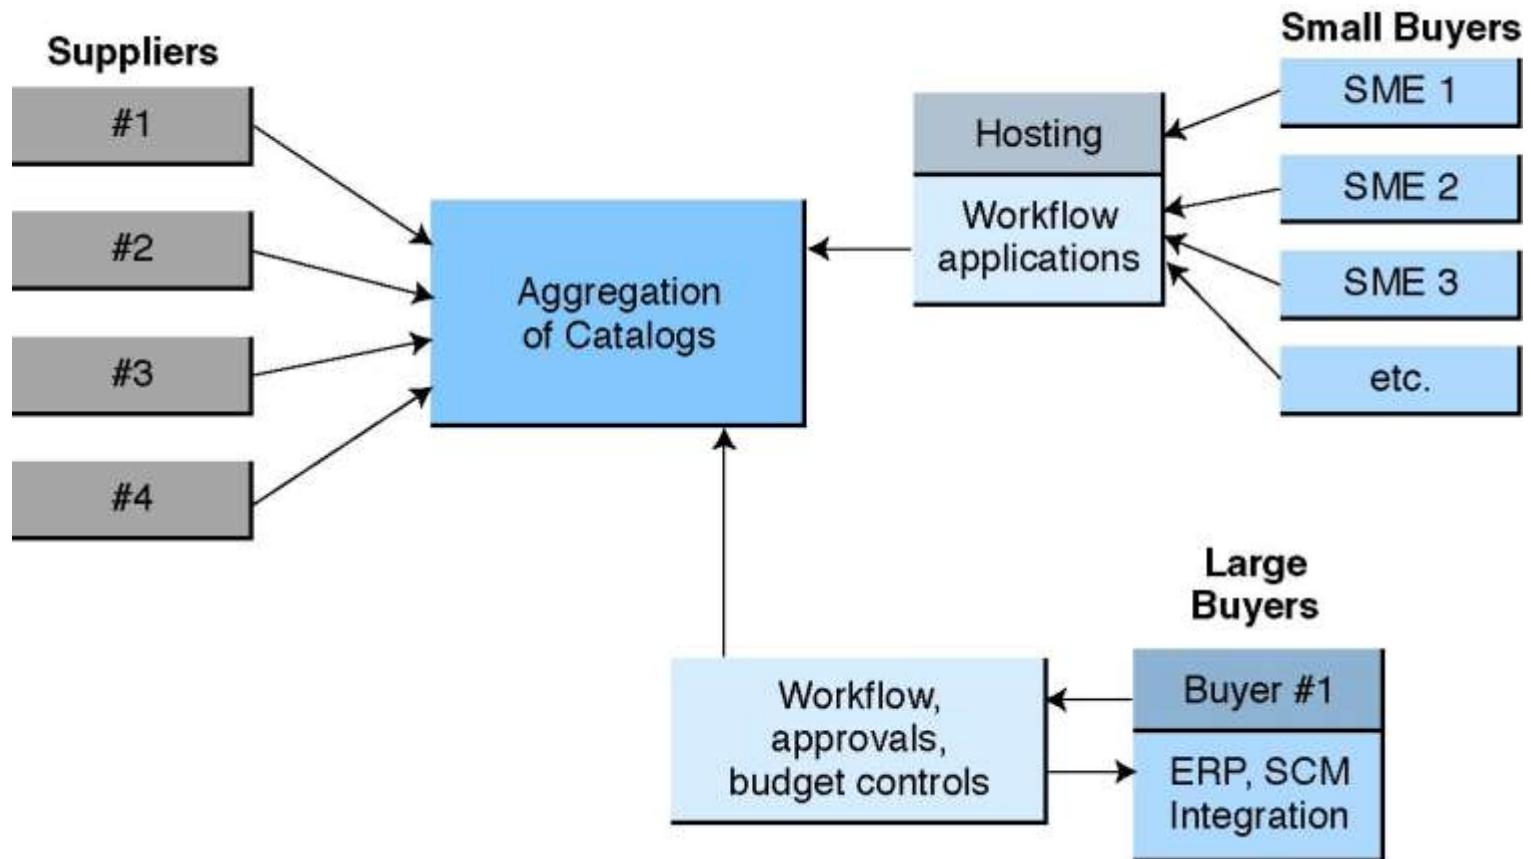 Suppliers
#1
#2
#3
#4
Aggregation
of Catalogs
Hosting
Workflow
applications
Small Buyers
SME 1
SME 2
SME 3
etc.
Workflow,
approvals,
budget controls
Large
Buyers
Buyer #1
ERP, SCM
Integration